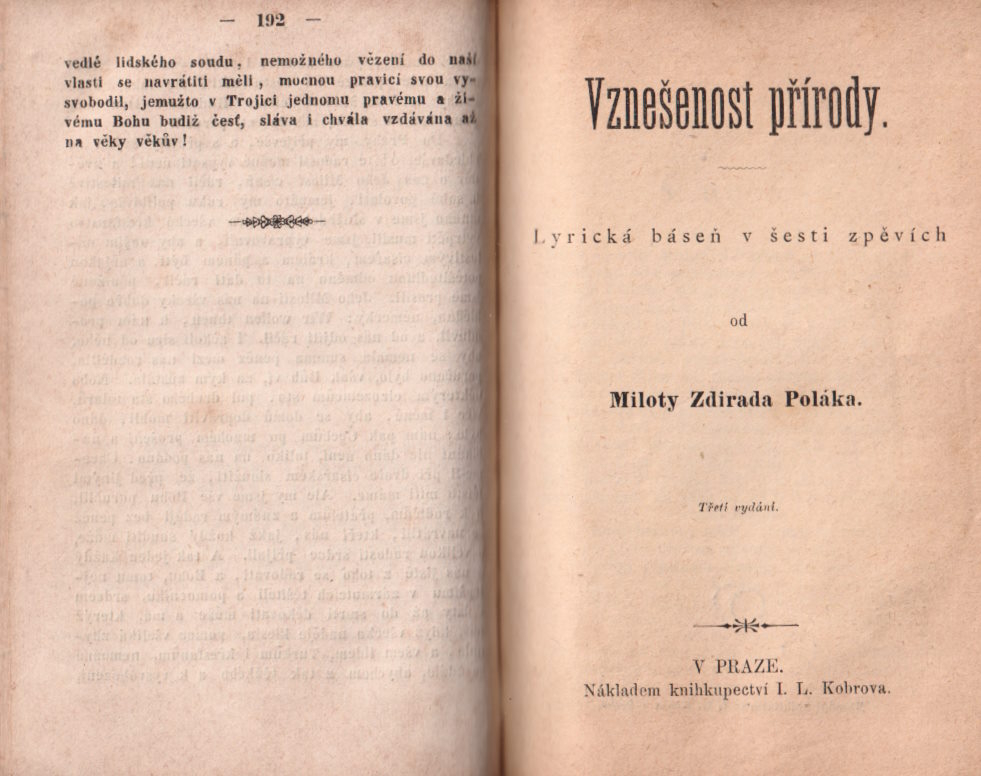 — 192 —
vedlé lidského soudu, nemožného vězení do naší
vlasti se navrátiti měli, mocnou pravicí svou vy-
svobodil, jemužto v Trojici jednomu pravému a ži-
vému Bohu budiž česť, sláva i chvála vzdávána až
na věky věkův!
Vznešenost přírody.
Lyrická báseň v šesti zpěvích
od
Miloty Zdirada Poláka.
Třetí vydání.
V PRAZE.
Nákladem knihkupectví I. L. Kobrova.